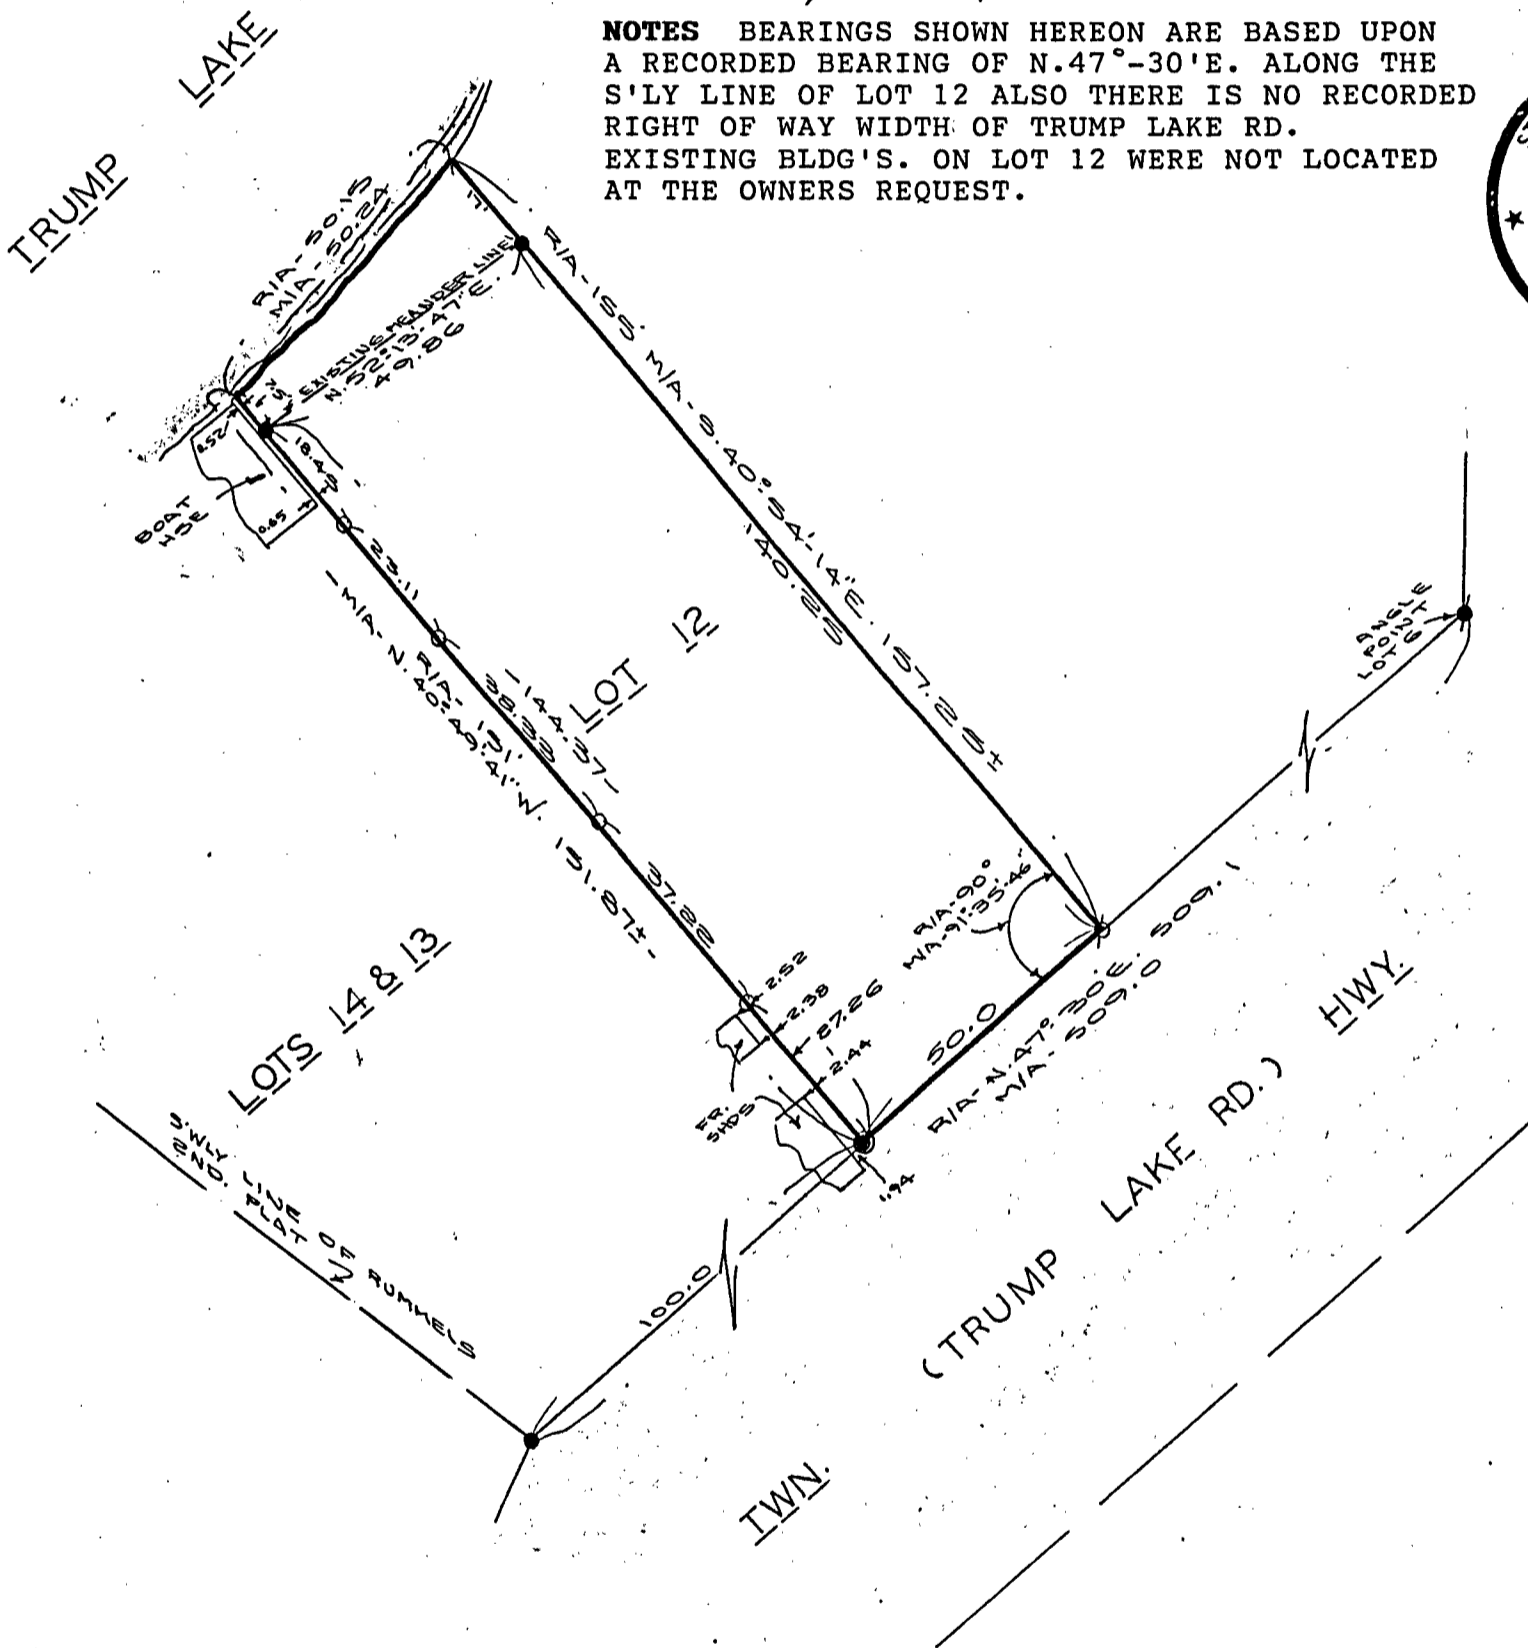 NOTES BEARINGS SHOWN HEREON ARE BASED UPON
A RECORDED BEARING OF N.47°-30'E. ALONG THE
S'LY LINE OF LOT 12 ALSO THERE IS NO RECORDED
RIGHT OF WAY WIDTH OF TRUMP LAKE RD.
EXISTING BLDG'S. ON LOT 12 WERE NOT LOCATED
AT THE OWNERS REQUEST.
TRUMP LAKE
R/A-50.15
M/A-50.24
17'
EXISTING MEANDER LINE
N.52°-13'-47"E.
49.86
R/A-155' M/A-S.40°-54'-14"E. 157.25±
140.25
BOAT
HSE
0.65
18.49
23.11
LOT 12
-144.37-
38.33
R/A-151'
-M/A-N.40°-49'-41"W. 151.87±-
37.22
ANGLE
POINT
LOT 6
R/A-90°
M/A-91°-35'-46"
2.52
2.38
27.26
2.44
FR.
SHDS
1.94
50.0
R/A-N.47°-30'E. 509.1
M/A-509.0
LOTS 14 & 13
S'WLY LINE OF RUMMELS
2ND. PLAT
100.0
TWN. (TRUMP LAKE RD.) HWY.